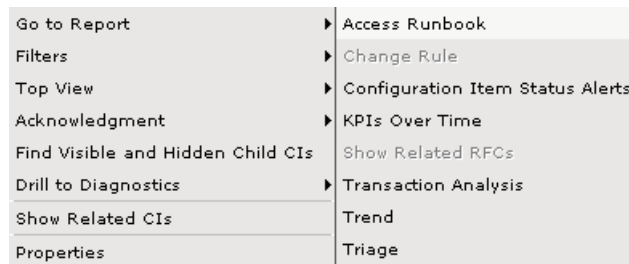 Go to Report
Filters
Top View
Acknowledgment
Find Visible and Hidden Child CIs
Drill to Diagnostics
Show Related CIs
Properties
Access Runbook
Change Rule
Configuration Item Status Alerts
KPIs Over Time
Show Related RFCs
Transaction Analysis
Trend
Triage